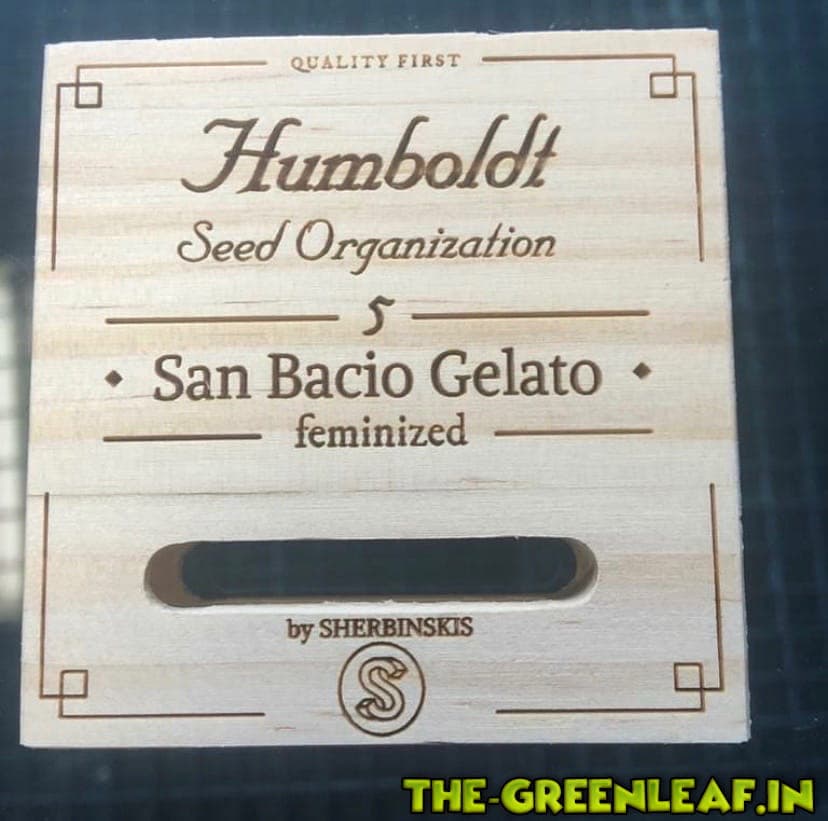 QUALITY FIRST
Humboldt
Seed Organization
5
San Bacio Gelato
feminized
by SHERBINSKIS
S
THE-GREENLEAF.IN